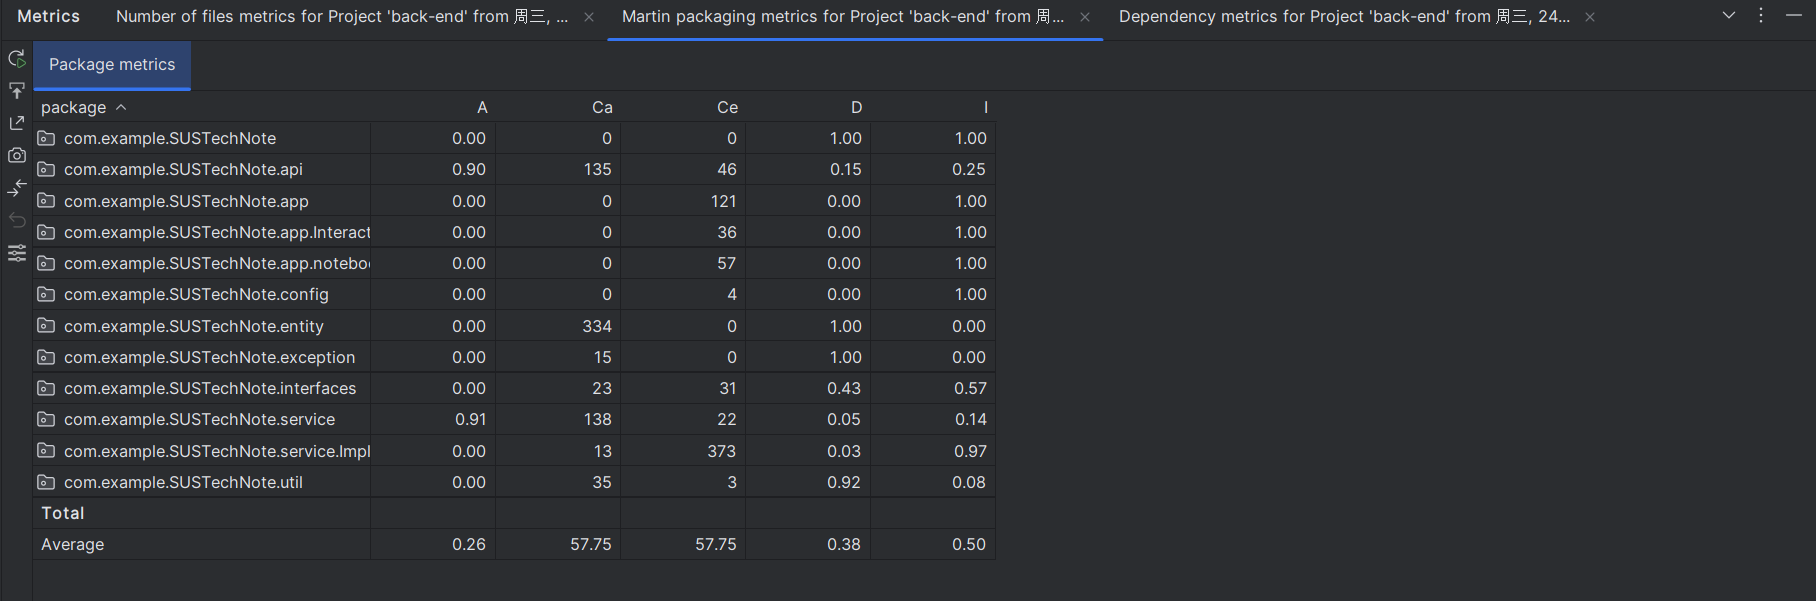 Metrics Number of files metrics for Project 'back-end' from 周三, ... Martin packaging metrics for Project 'back-end' from 周... Dependency metrics for Project 'back-end' from 周三, 24...
Package metrics
package A Ca Ce D I
com.example.SUSTechNote 0.00 0 0 1.00 1.00
com.example.SUSTechNote.api 0.90 135 46 0.15 0.25
com.example.SUSTechNote.app 0.00 0 121 0.00 1.00
com.example.SUSTechNote.app.Interact 0.00 0 36 0.00 1.00
com.example.SUSTechNote.app.notebo 0.00 0 57 0.00 1.00
com.example.SUSTechNote.config 0.00 0 4 0.00 1.00
com.example.SUSTechNote.entity 0.00 334 0 1.00 0.00
com.example.SUSTechNote.exception 0.00 15 0 1.00 0.00
com.example.SUSTechNote.interfaces 0.00 23 31 0.43 0.57
com.example.SUSTechNote.service 0.91 138 22 0.05 0.14
com.example.SUSTechNote.service.Impl 0.00 13 373 0.03 0.97
com.example.SUSTechNote.util 0.00 35 3 0.92 0.08
Total
Average 0.26 57.75 57.75 0.38 0.50